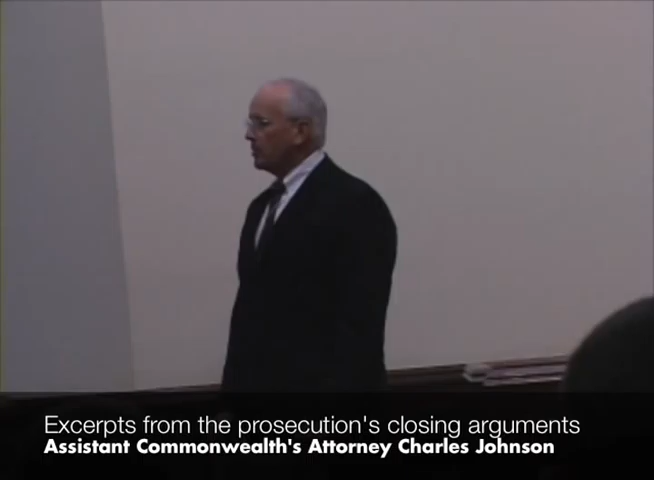 Excerpts from the prosecution's closing arguments
Assistant Commonwealth's Attorney Charles Johnson